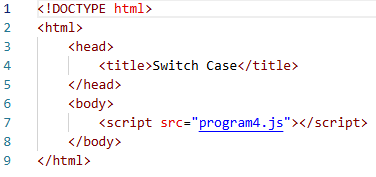 1 <!DOCTYPE html>
2 <html>
3     <head>
4         <title>Switch Case</title>
5     </head>
6     <body>
7         <script src="program4.js"></script>
8     </body>
9 </html>